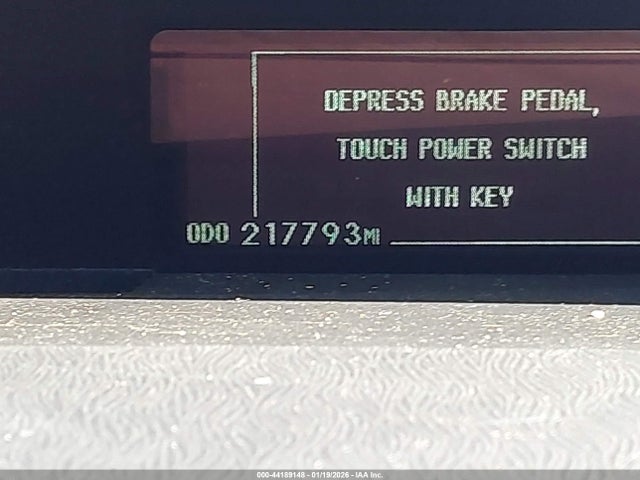 DEPRESS BRAKE PEDAL,
TOUCH POWER SWITCH
WITH KEY
ODO 217793MI
000-44189148 - 01/19/2026 - IAA Inc.